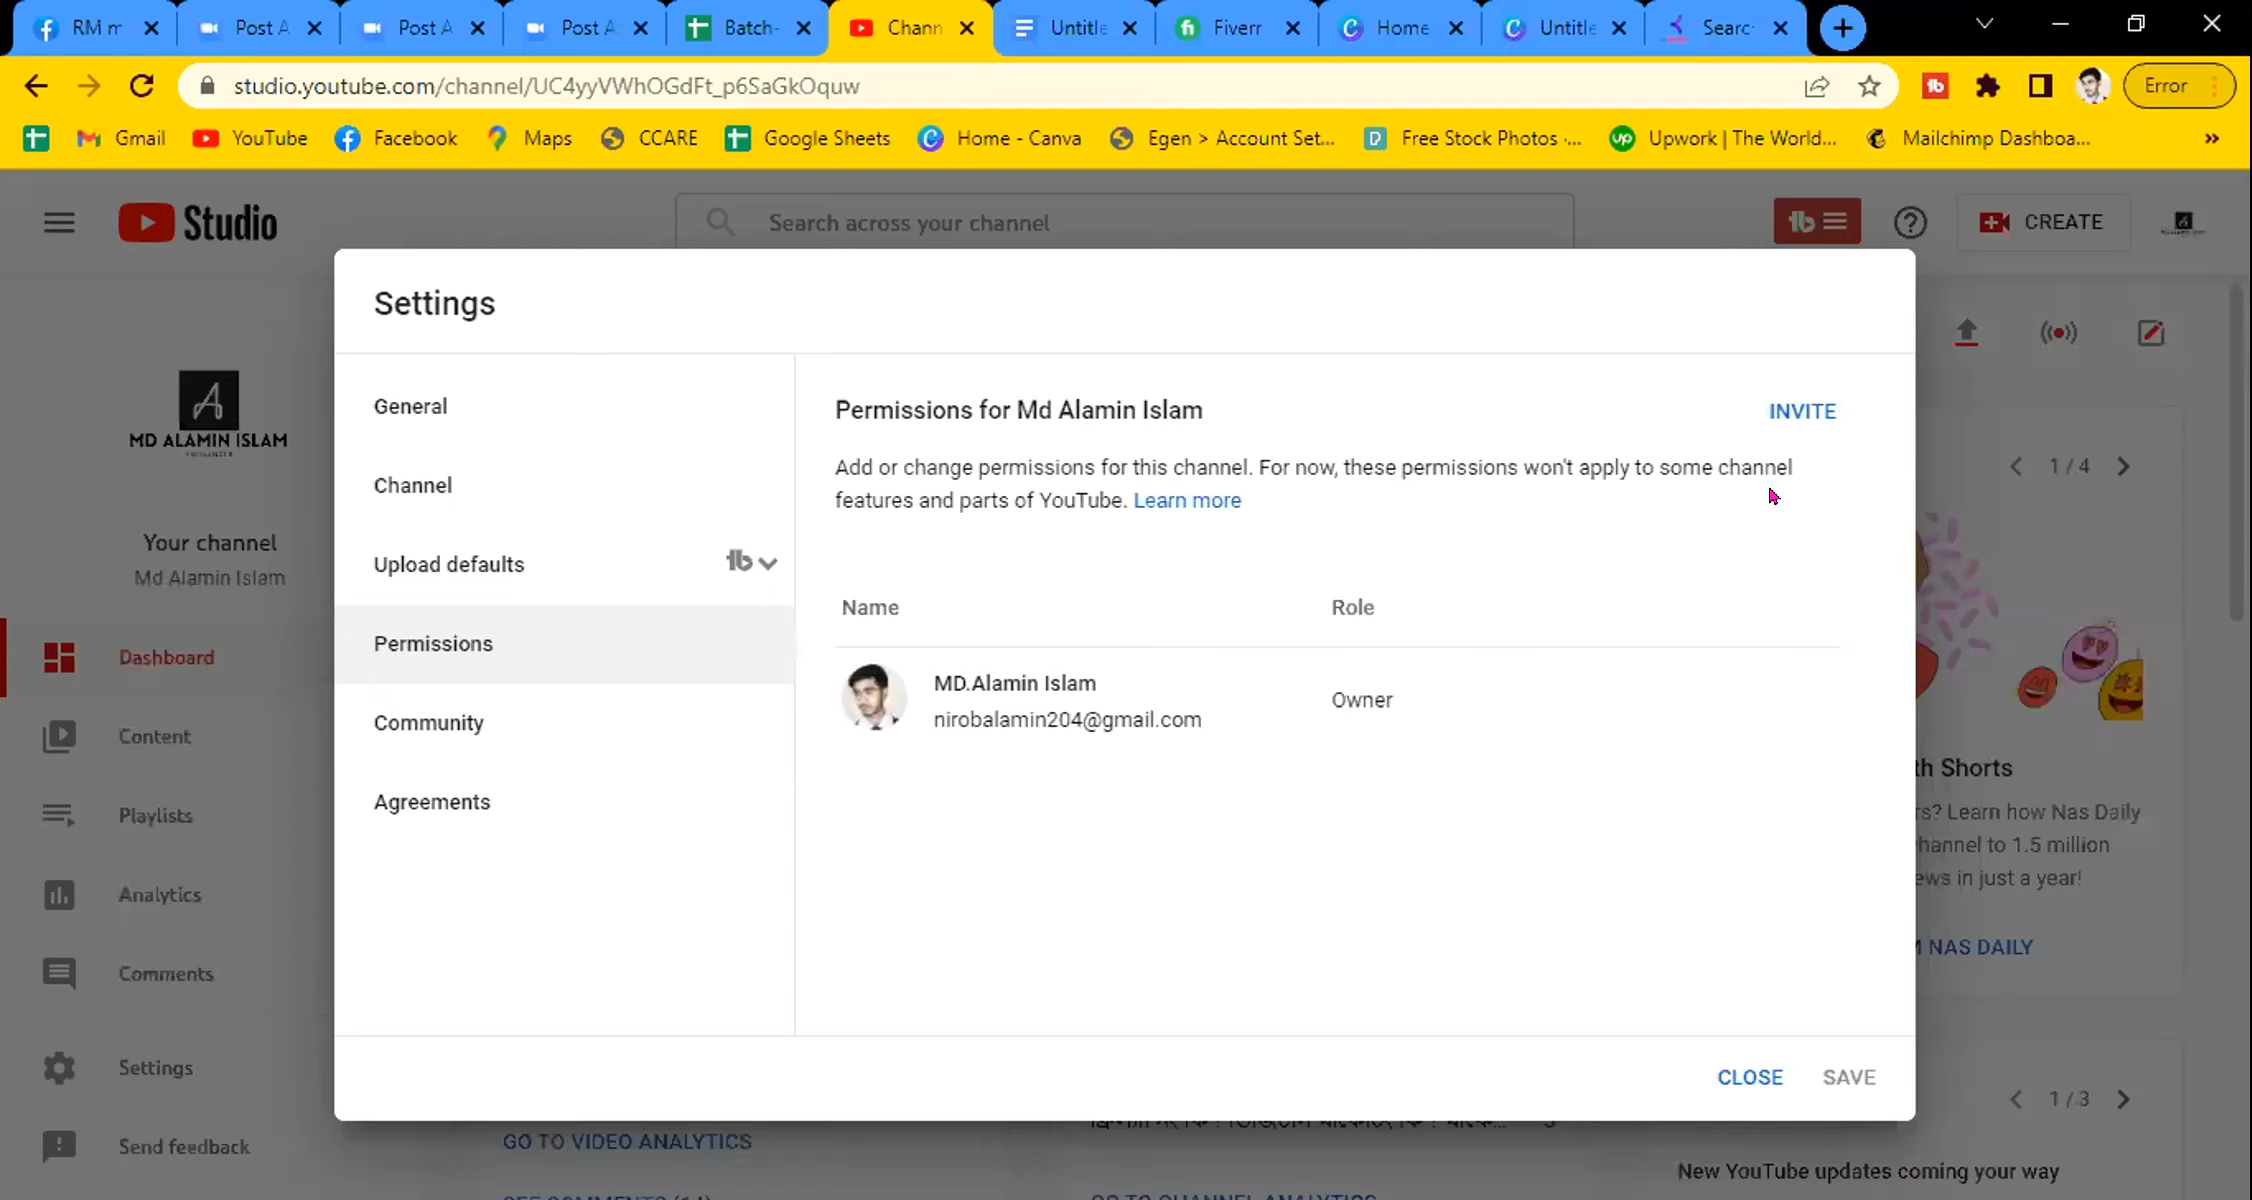 RM m
Post A
Post A
Post A
Batch-
Chann
Untitle
Fiverr
Home
Untitle
Searc
studio.youtube.com/channel/UC4yyVWhOGdFt_p6SaGkOquw
Error
Gmail
YouTube
Facebook
Maps
CCARE
Google Sheets
Home - Canva
Egen > Account Set...
Free Stock Photos ·...
Upwork | The World...
Mailchimp Dashboa...
»
Studio
Search across your channel
CREATE
Settings
MD ALAMIN ISLAM
Your channel
Md Alamin Islam
Dashboard
Content
Playlists
Analytics
Comments
Settings
Send feedback
General
Channel
Upload defaults
Permissions
Community
Agreements
Permissions for Md Alamin Islam
INVITE
Add or change permissions for this channel. For now, these permissions won't apply to some channel
features and parts of YouTube. Learn more
Name Role
MD.Alamin Islam
nirobalamin204@gmail.com
Owner
CLOSE
SAVE
1 / 4
th Shorts
rs? Learn how Nas Daily
hannel to 1.5 million
ews in just a year!
NAS DAILY
1 / 3
GO TO VIDEO ANALYTICS
New YouTube updates coming your way